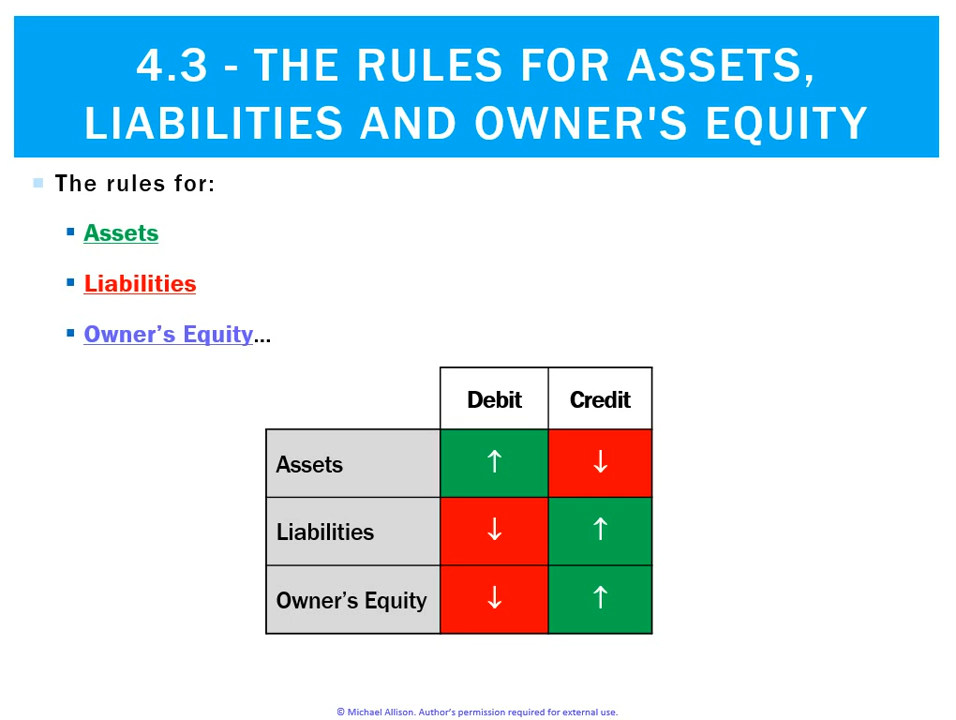 4.3 - THE RULES FOR ASSETS,
LIABILITIES AND OWNER'S EQUITY
The rules for:
Assets
Liabilities
Owner’s Equity...
Debit Credit
Assets ↑ ↓
Liabilities ↓ ↑
Owner’s Equity ↓ ↑
© Michael Allison. Author’s permission required for external use.